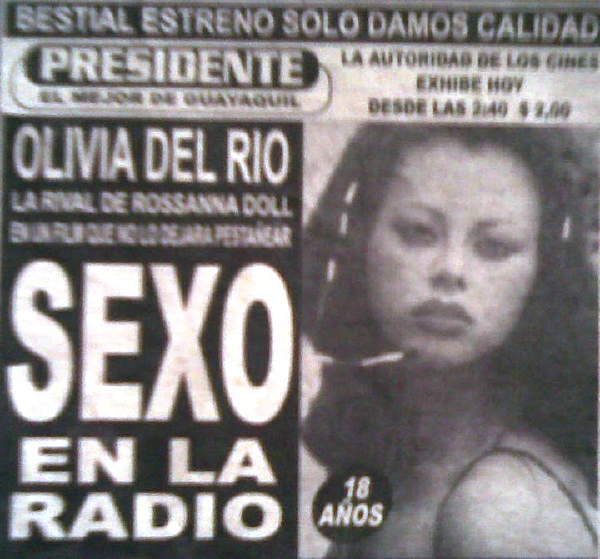 BESTIAL ESTRENO SOLO DAMOS CALIDAD
PRESIDENTE
EL MEJOR DE GUAYAQUIL
LA AUTORIDAD DE LOS CINES
EXHIBE HOY
DESDE LAS 2:40 $ 2,00
OLIVIA DEL RIO
LA RIVAL DE ROSSANNA DOLL
EN UN FILM QUE NO LO DEJARA PESTAÑEAR
SEXO
EN LA
RADIO
18
AÑOS